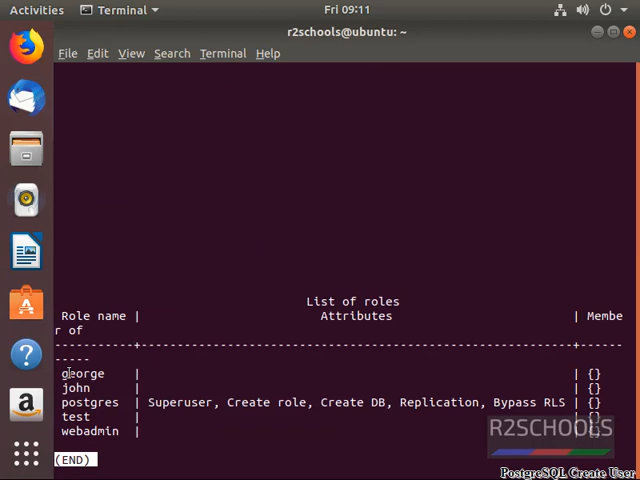 Activities Terminal Fri 09:11
r2schools@ubuntu: ~
File Edit View Search Terminal Help
List of roles
Role name | Attributes | Membe
r of
-----------+------------------------------------------------------------+------
-----
george | | {}
john | | {}
postgres | Superuser, Create role, Create DB, Replication, Bypass RLS | {}
test | | {}
webadmin | | {}
R2SCHOOLS
(END)
PostgreSQL Create User